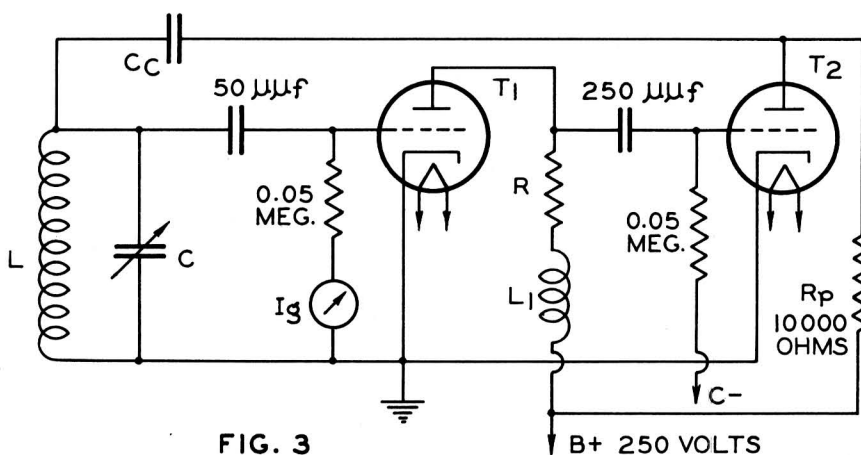 Cc
50 μμf
T1
250 μμf
T2
0.05
MEG.
R
0.05
MEG.
L
C
Ig
L1
Rp
10000
OHMS
C-
FIG. 3
B+ 250 VOLTS